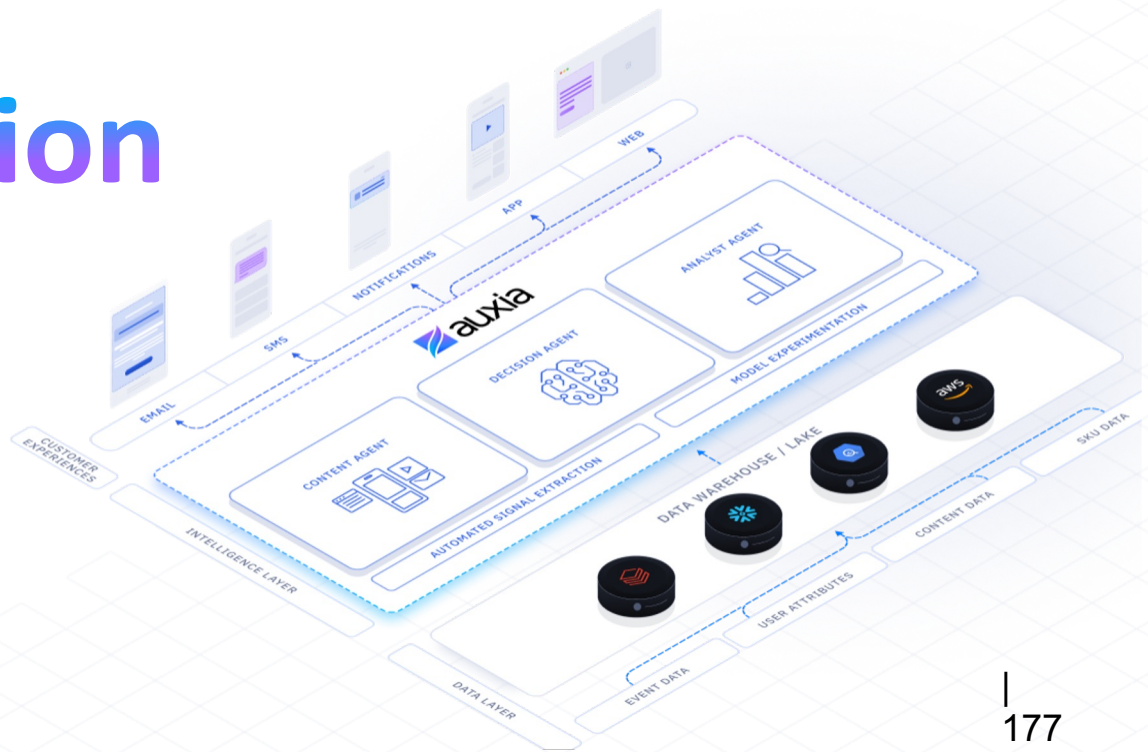 ion
WEB
APP
NOTIFICATIONS
SMS
EMAIL
CUSTOMER
EXPERIENCES
auxia
ANALYST AGENT
DECISION AGENT
CONTENT AGENT
MODEL EXPERIMENTATION
AUTOMATED SIGNAL EXTRACTION
INTELLIGENCE LAYER
DATA WAREHOUSE / LAKE
aws
SKU DATA
CONTENT DATA
USER ATTRIBUTES
EVENT DATA
DATA LAYER
|
177